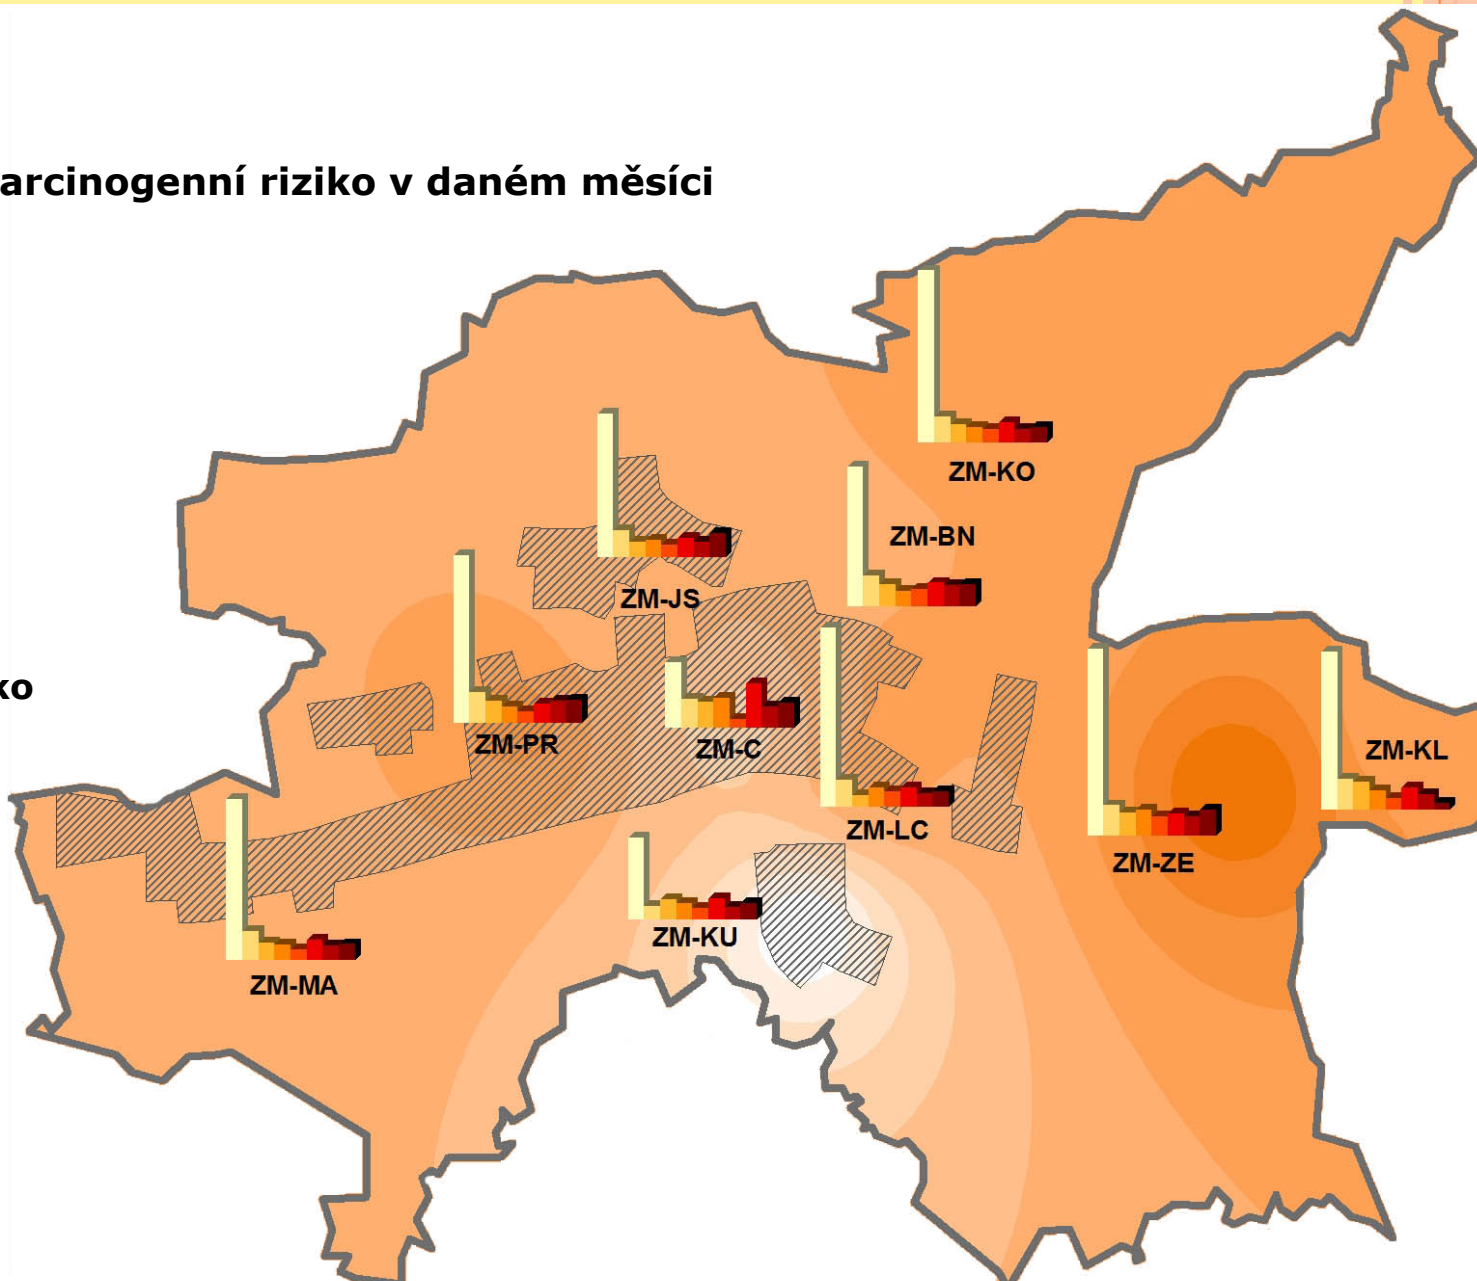 arcinogenní riziko v daném měsíci
ZM-KO
ZM-BN
ZM-JS
ko
ZM-PR
ZM-C
ZM-KL
ZM-LC
ZM-ZE
ZM-KU
ZM-MA